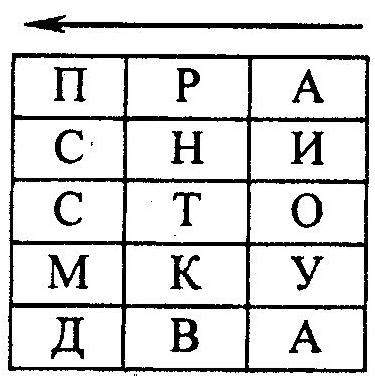 П Р А
С Н И
С Т О
М К У
Д В А